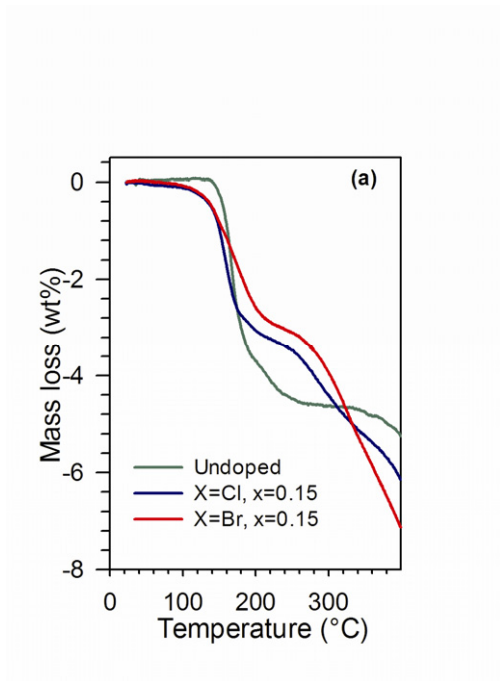 (a)
0
-2
-4
-6
-8
Mass loss (wt%)
Undoped
X=Cl, x=0.15
X=Br, x=0.15
0 100 200 300
Temperature (°C)